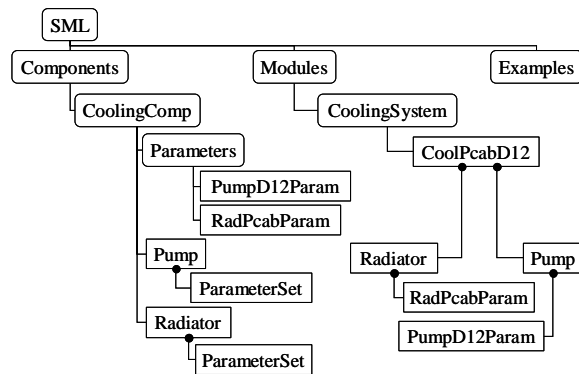 SML
Components
Modules
Examples
CoolingComp
CoolingSystem
Parameters
CoolPcabD12
PumpD12Param
RadPcabParam
Pump
Radiator
Pump
ParameterSet
RadPcabParam
Radiator
PumpD12Param
ParameterSet